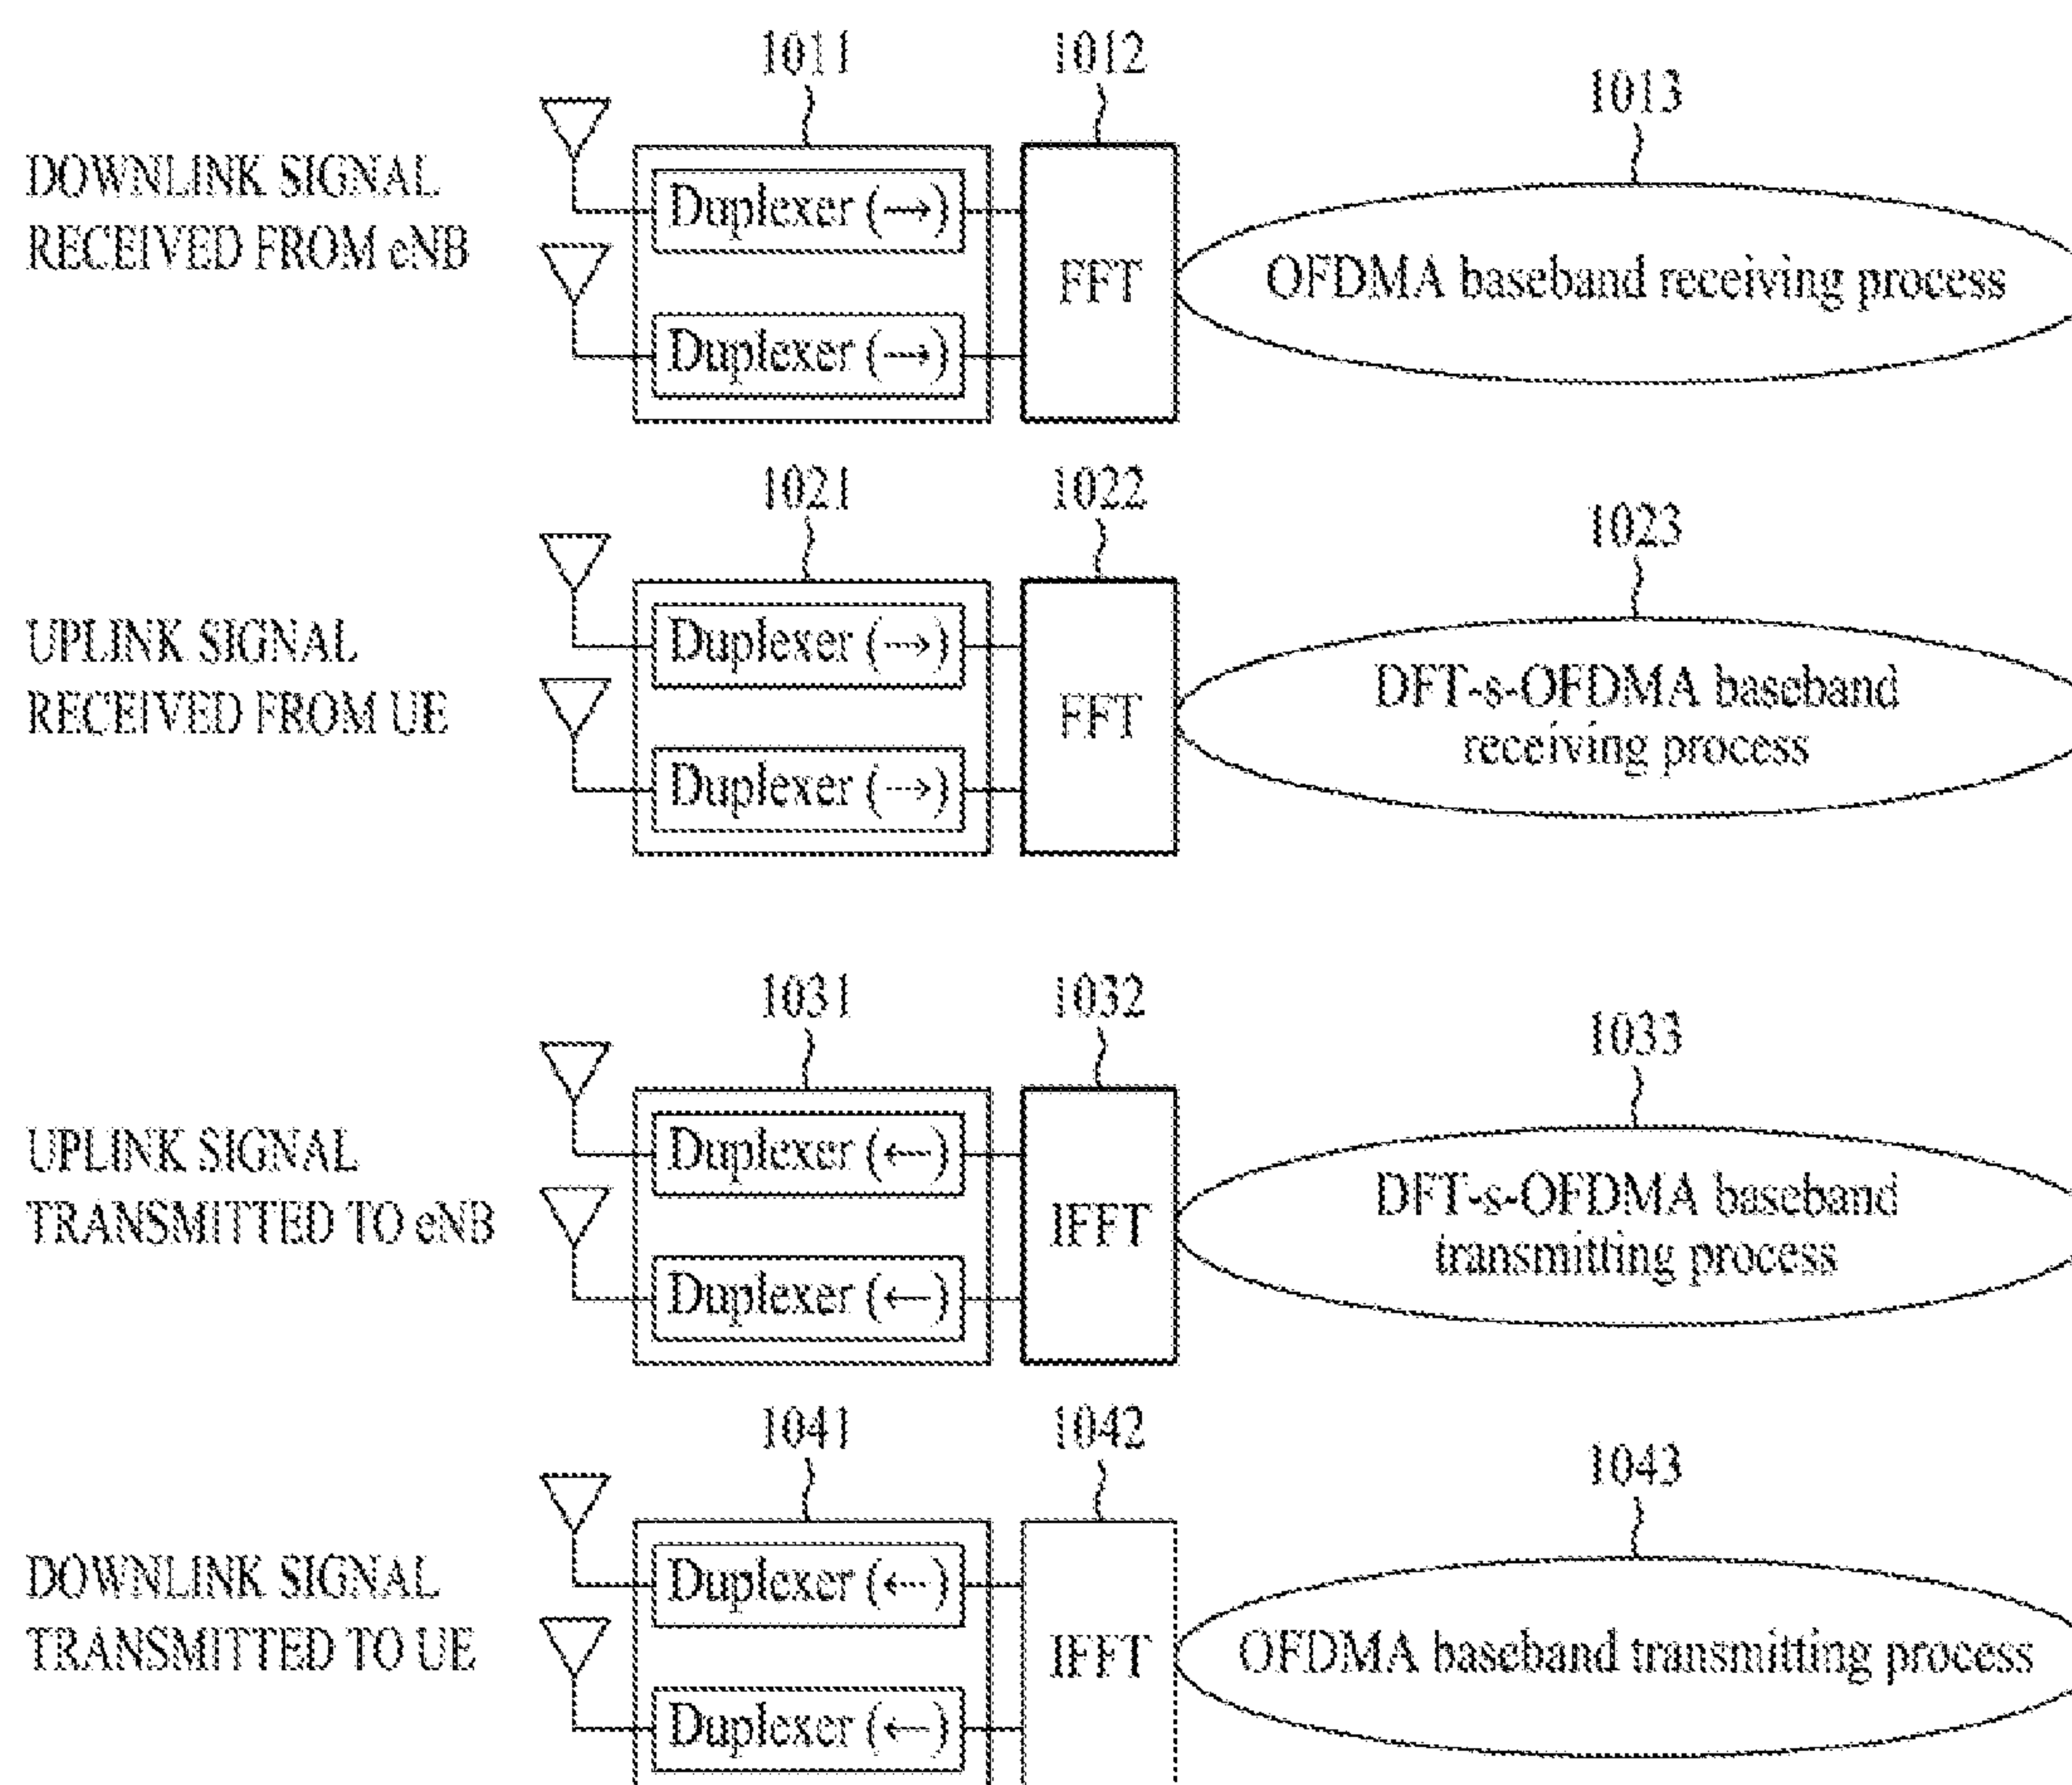 1011
1012
1013
DOWNLINK SIGNAL
RECEIVED FROM eNB
Duplexer (→)
Duplexer (→)
FFT
OFDMA baseband receiving process
1021
1022
1023
UPLINK SIGNAL
RECEIVED FROM UE
Duplexer (→)
Duplexer (→)
FFT
DFT-s-OFDMA baseband
receiving process
1031
1032
1033
UPLINK SIGNAL
TRANSMITTED TO eNB
Duplexer (←)
Duplexer (←)
IFFT
DFT-s-OFDMA baseband
transmitting process
1041
1042
1043
DOWNLINK SIGNAL
TRANSMITTED TO UE
Duplexer (←)
Duplexer (←)
IFFT
OFDMA baseband transmitting process